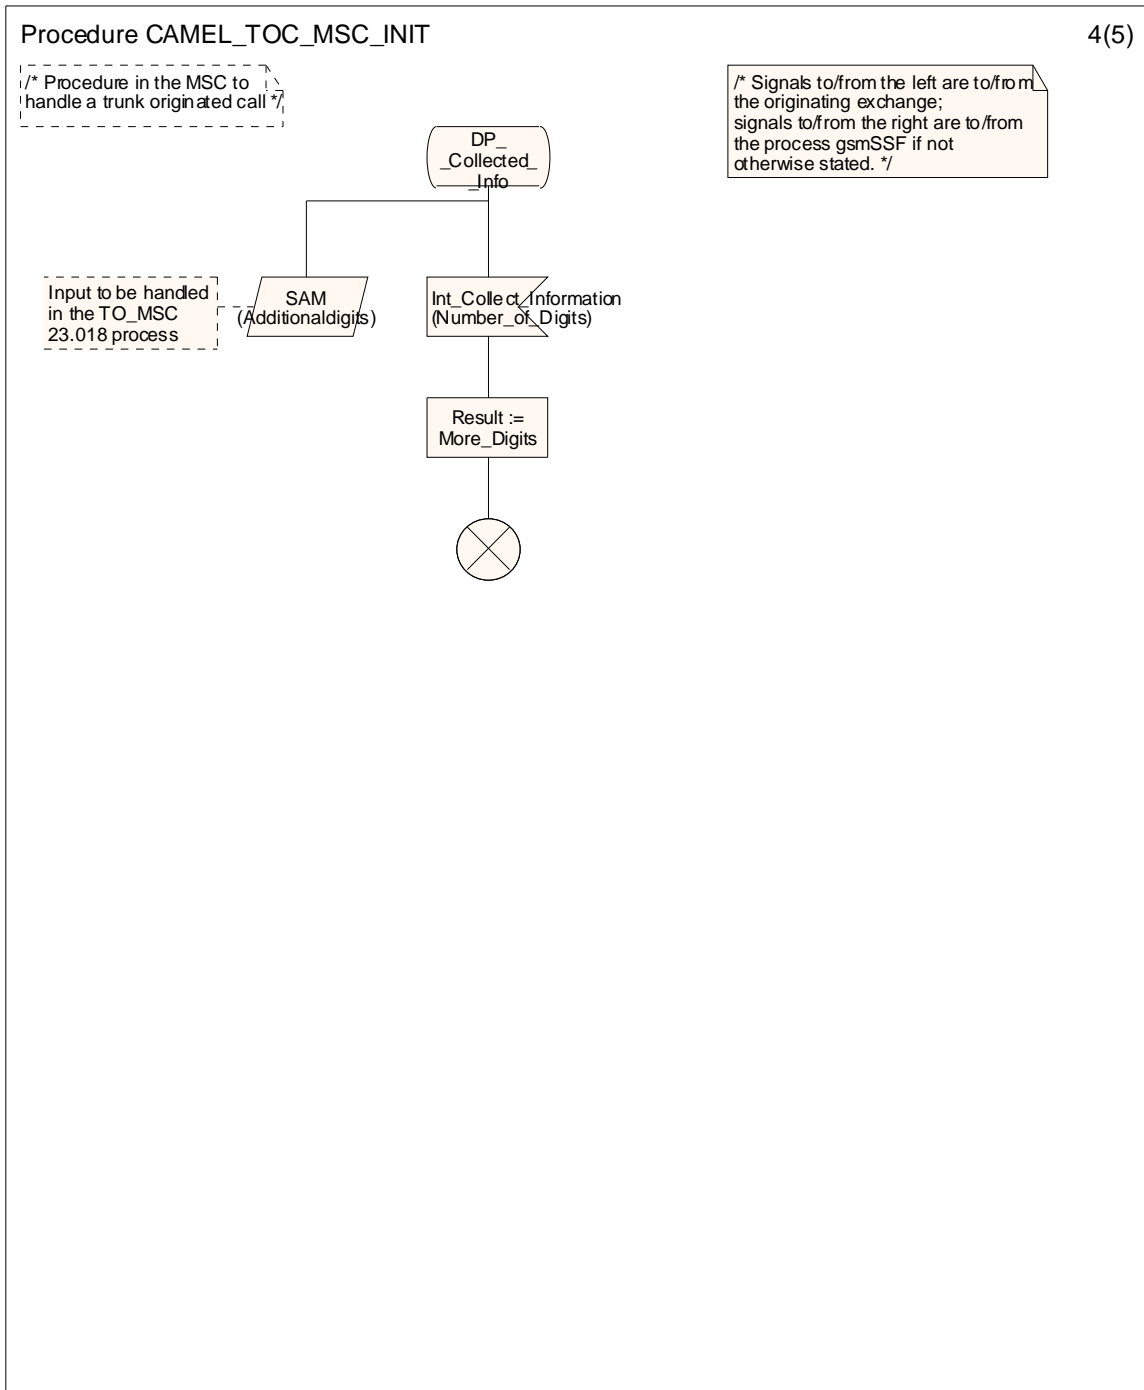 Procedure CAMEL_TOC_MSC_INIT
4(5)
/* Procedure in the MSC to
handle a trunk originated call */
/* Signals to/from the left are to/from
the originating exchange;
signals to/from the right are to/from
the process gsmSSF if not
otherwise stated. */
DP_
_Collected_
_Info
Input to be handled
in the TO_MSC
23.018 process
SAM
(Additionaldigits)
Int_Collect_Information
(Number_of_Digits)
Result :=
More_Digits